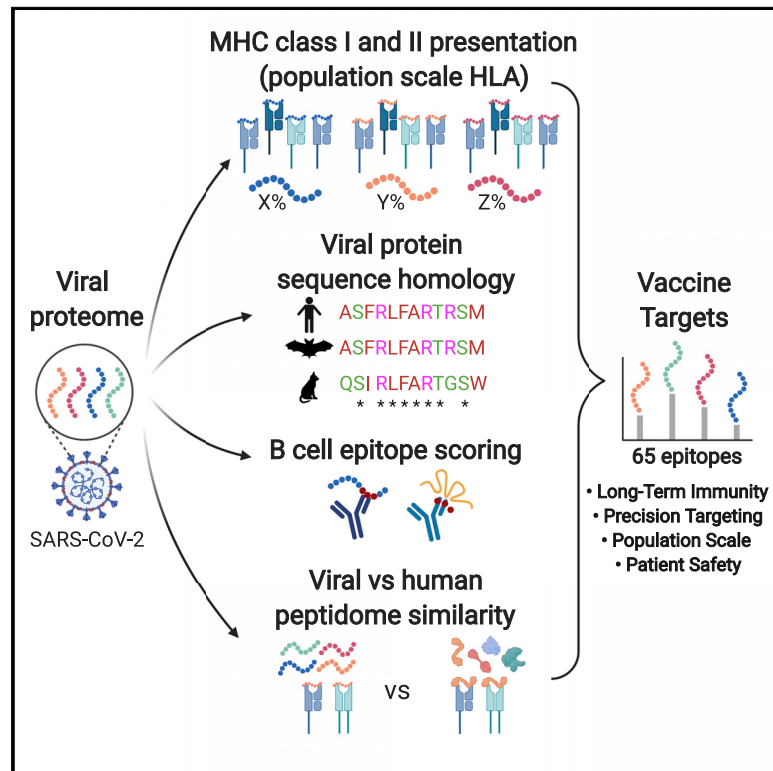 MHC class I and II presentation
(population scale HLA)
X%
Y%
Z%
Viral
proteome
SARS-CoV-2
Viral protein
sequence homology
ASFRLFARTRSM
ASFRLFARTRSM
QSI RLFARTGSW
* ****** *
B cell epitope scoring
Viral vs human
peptidome similarity
vs
Vaccine
Targets
65 epitopes
• Long-Term Immunity
• Precision Targeting
• Population Scale
• Patient Safety